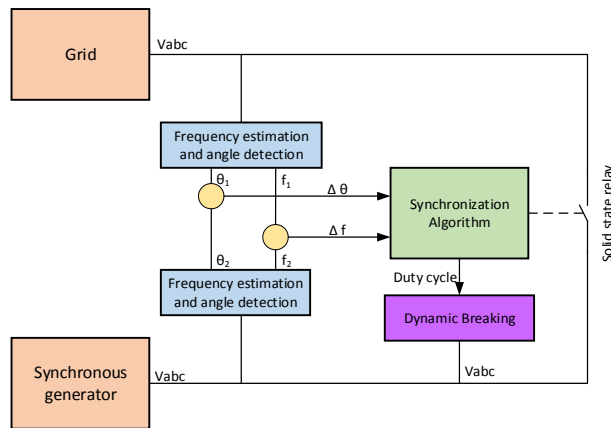 Grid
Vabc
Frequency estimation
and angle detection
θ1
f1
Δ θ
Synchronization
Algorithm
Solid state relay
Δ f
θ2
f2
Frequency estimation
and angle detection
Duty cycle
Dynamic Breaking
Synchronous
generator
Vabc
Vabc